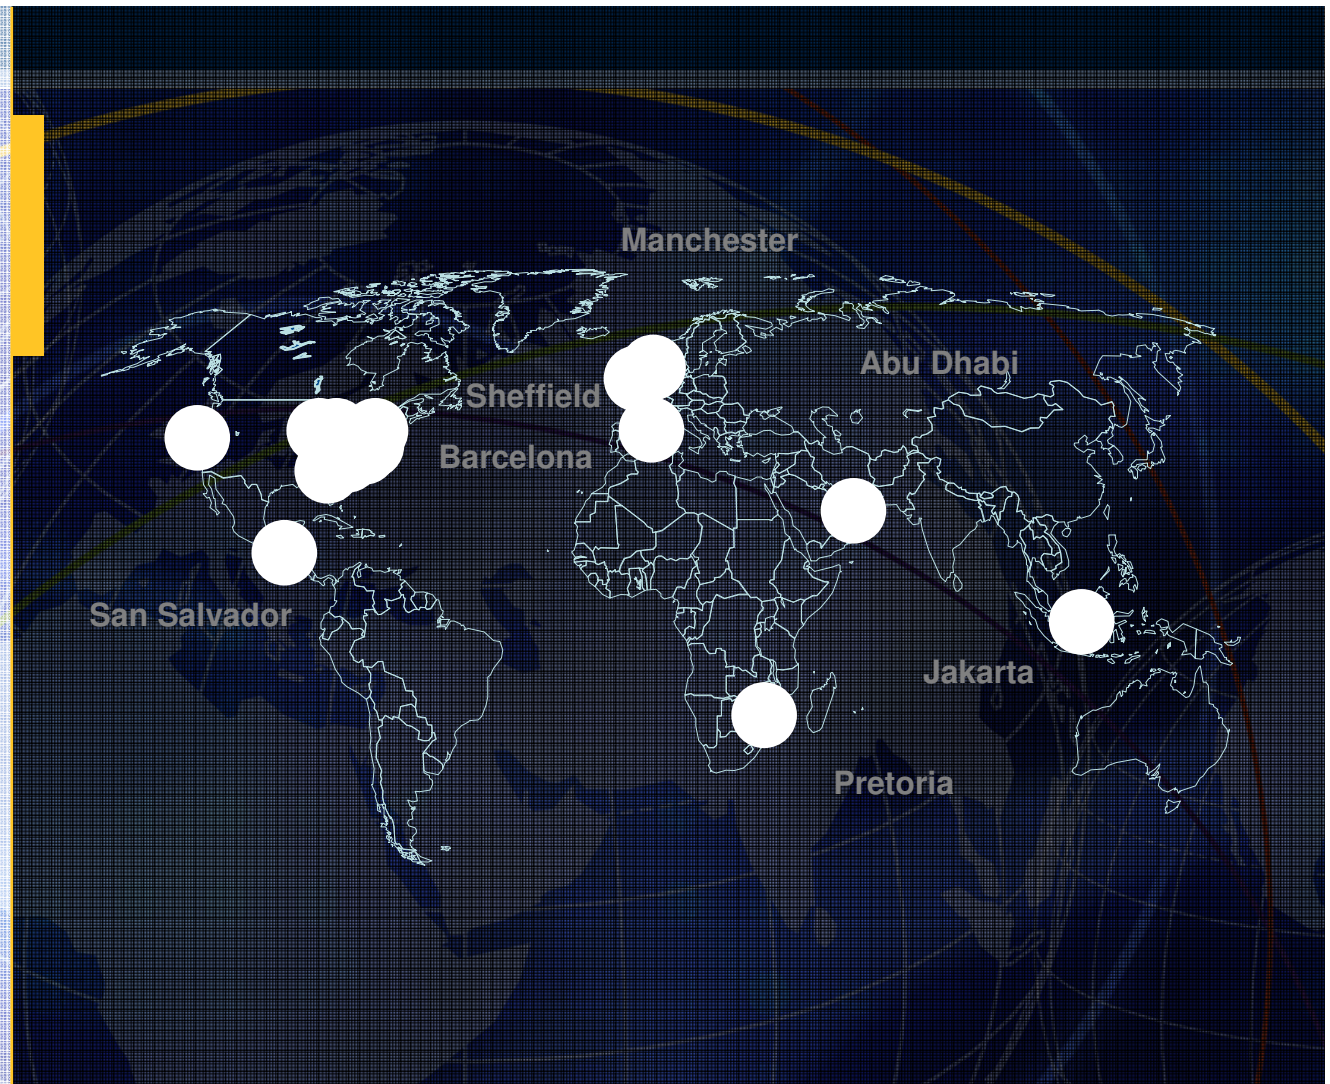 Manchester
Abu Dhabi
Sheffield
Barcelona
San Salvador
Jakarta
Pretoria